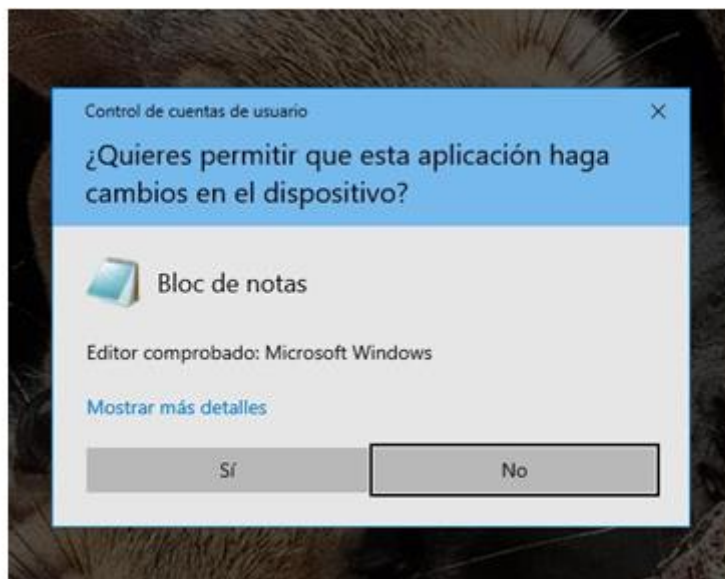 Control de cuentas de usuario
¿Quieres permitir que esta aplicación haga
cambios en el dispositivo?
Bloc de notas
Editor comprobado: Microsoft Windows
Mostrar más detalles
Sí
No